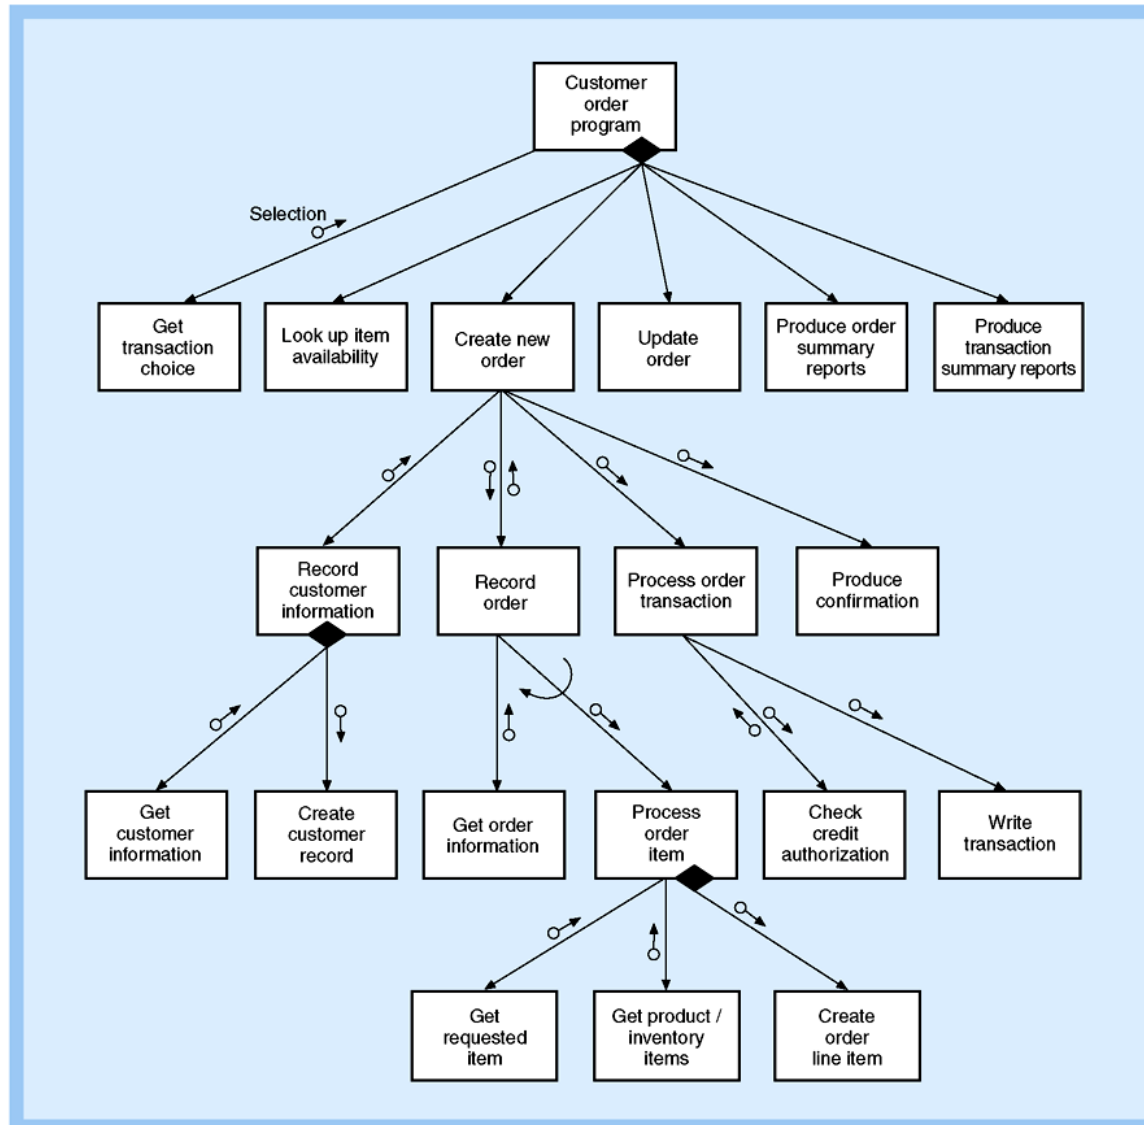 Customer
order
program
Selection
Get
transaction
choice
Look up item
availability
Create new
order
Update
order
Produce order
summary
reports
Produce
transaction
summary reports
Record
customer
information
Record
order
Process order
transaction
Produce
confirmation
Get
customer
information
Create
customer
record
Get order
information
Process
order
item
Check
credit
authorization
Write
transaction
Get
requested
item
Get product /
inventory
items
Create
order
line item